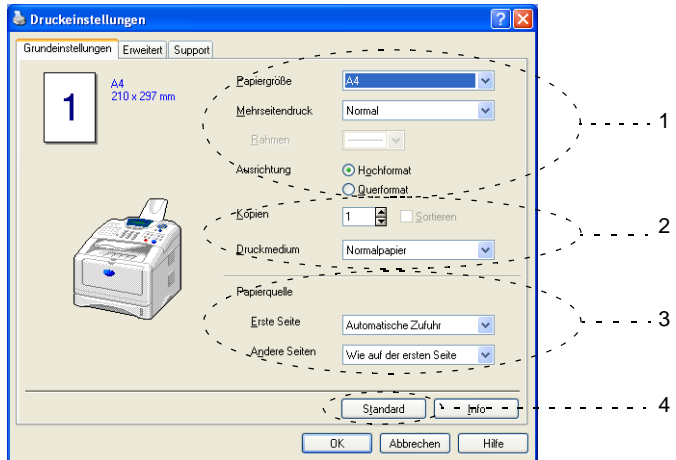 Druckeinstellungen
Grundeinstellungen Erweitert Support
1
A4
210 x 297 mm
Papiergröße A4
Mehrseitendruck Normal
Rahmen
Ausrichtung Hochformat
Querformat
1
Kopien 1 Sortieren
Druckmedium Normalpapier
2
Papierquelle
Erste Seite Automatische Zufuhr
Andere Seiten Wie auf der ersten Seite
3
Standard Info
4
OK Abbrechen Hilfe